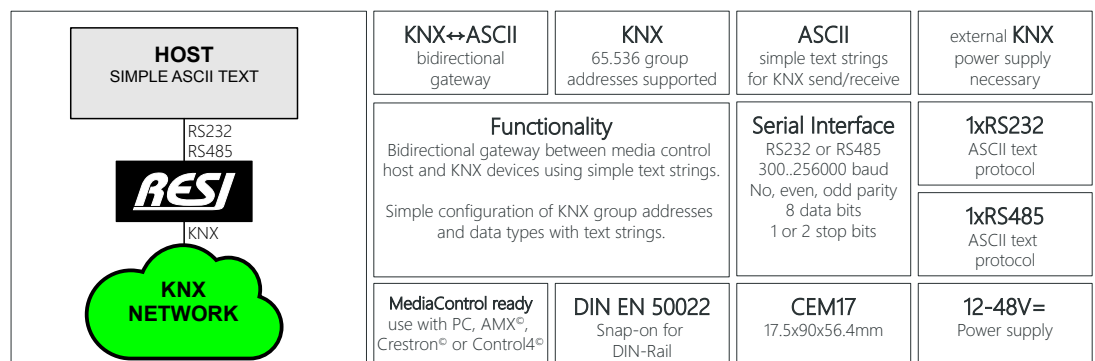 HOST
SIMPLE ASCII TEXT
RS232
RS485
RESI
KNX
KNX
NETWORK
KNX↔ASCII
bidirectional
gateway
KNX
65.536 group
addresses supported
ASCII
simple text strings
for KNX send/receive
external KNX
power supply
necessary
Functionality
Bidirectional gateway between media control
host and KNX devices using simple text strings.
Simple configuration of KNX group addresses
and data types with text strings.
Serial Interface
RS232 or RS485
300..256000 baud
No, even, odd parity
8 data bits
1 or 2 stop bits
1xRS232
ASCII text
protocol
1xRS485
ASCII text
protocol
MediaControl ready
use with PC, AMX©,
Crestron© or Control4©
DIN EN 50022
Snap-on for
DIN-Rail
CEM17
17.5x90x56.4mm
12-48V=
Power supply